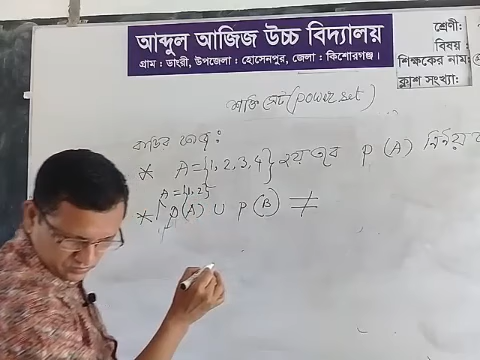 আব্দুল আজিজ উচ্চ বিদ্যালয়
গ্রাম : ডাংরী, উপজেলা : হোসেনপুর, জেলা : কিশোরগঞ্জ।
শ্রেণী:
বিষয় :
শিক্ষকের নাম:
ক্লাশ সংখ্যা:
শক্তি সেট (power set)
বাড়ির কাজ :
* A = {1, 2, 3, 4} হয় তবে P (A) নির্ণয়
A = {1, 2}
* P(A) ∪ P(B) ≠